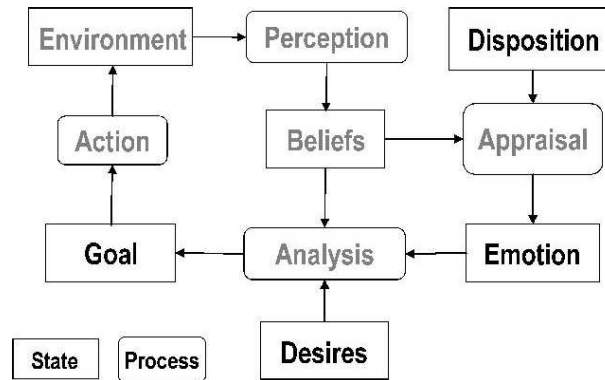 Environment
Perception
Disposition
Action
Beliefs
Appraisal
Goal
Analysis
Emotion
State
Process
Desires